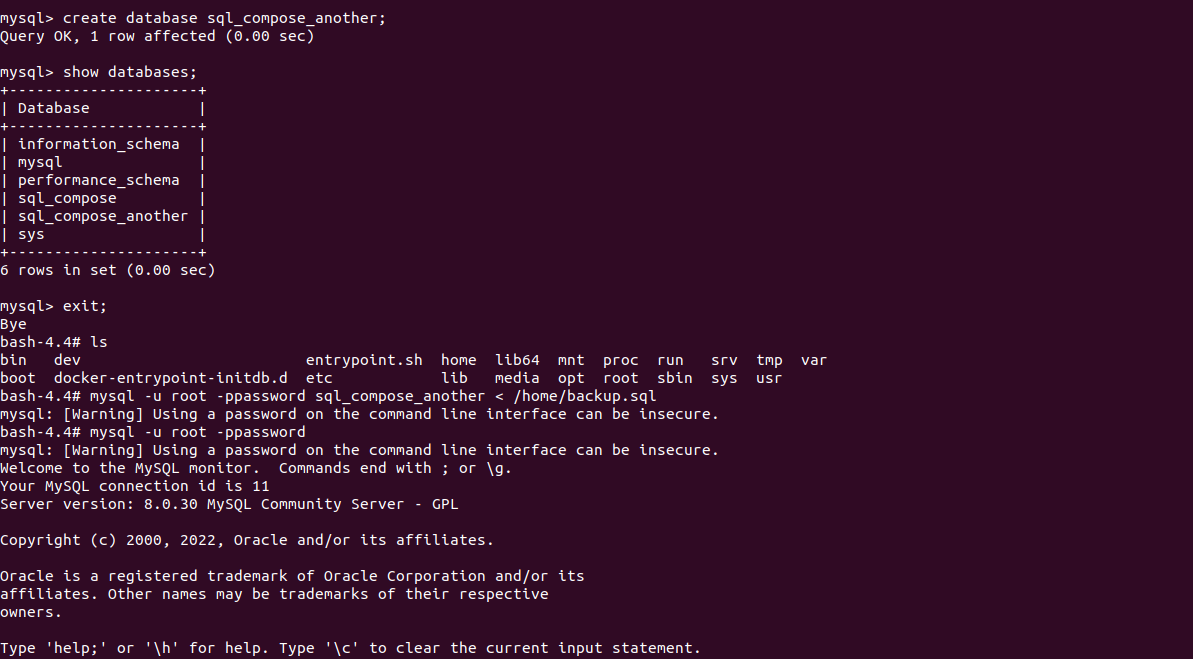 mysql> create database sql_compose_another;
Query OK, 1 row affected (0.00 sec)

mysql> show databases;
+---------------------+
| Database            |
+---------------------+
| information_schema  |
| mysql               |
| performance_schema  |
| sql_compose         |
| sql_compose_another |
| sys                 |
+---------------------+
6 rows in set (0.00 sec)

mysql> exit;
Bye
bash-4.4# ls
bin   dev                         entrypoint.sh  home  lib64  mnt  proc  run   srv  tmp  var
boot  docker-entrypoint-initdb.d  etc            lib   media  opt  root  sbin  sys  usr
bash-4.4# mysql -u root -ppassword sql_compose_another < /home/backup.sql
mysql: [Warning] Using a password on the command line interface can be insecure.
bash-4.4# mysql -u root -ppassword
mysql: [Warning] Using a password on the command line interface can be insecure.
Welcome to the MySQL monitor.  Commands end with ; or \g.
Your MySQL connection id is 11
Server version: 8.0.30 MySQL Community Server - GPL

Copyright (c) 2000, 2022, Oracle and/or its affiliates.

Oracle is a registered trademark of Oracle Corporation and/or its
affiliates. Other names may be trademarks of their respective
owners.

Type 'help;' or '\h' for help. Type '\c' to clear the current input statement.